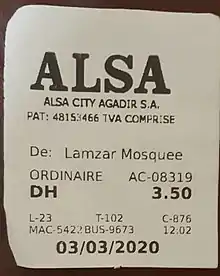 ALSA
ALSA CITY AGADIR S.A.
PAT: 48153466 TVA COMPRISE
De: Lamzar Mosquee
ORDINAIRE AC-08319
DH 3.50
L-23 T-102 C-876
MAC-5422 BUS-9673 12:02
03/03/2020